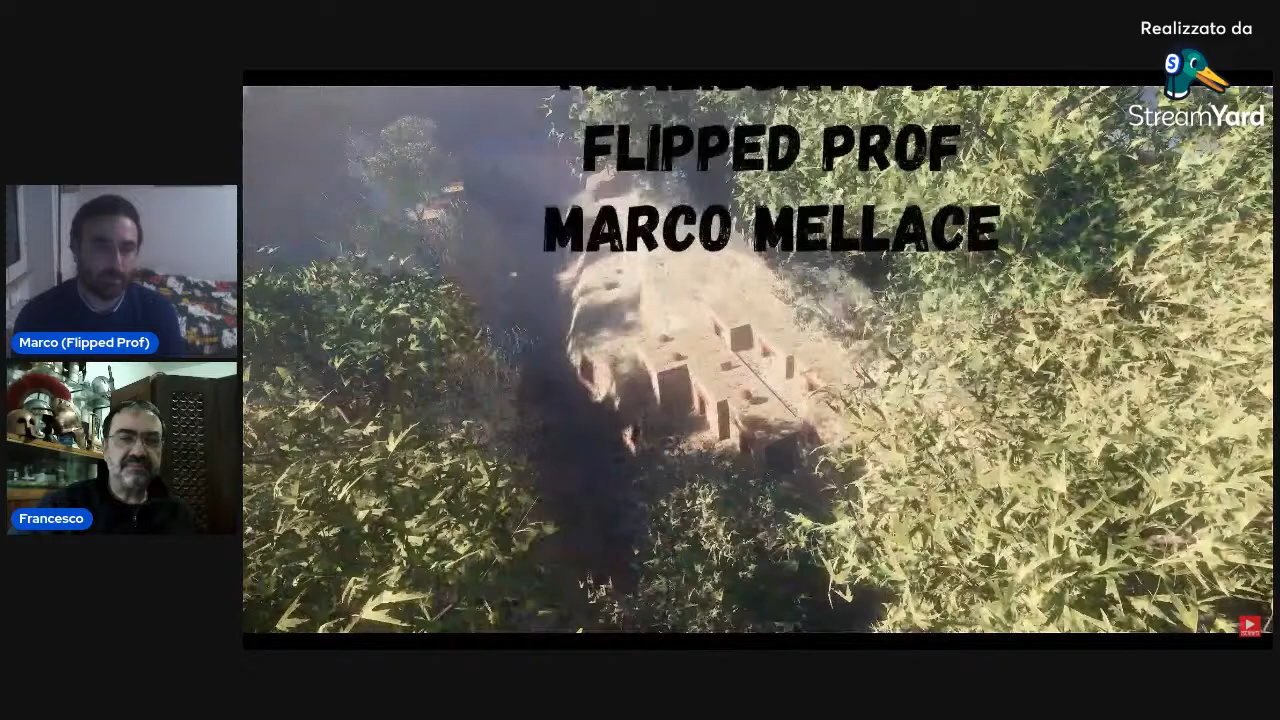 Realizzato da
StreamYard
FLIPPED PROF
MARCO MELLACE
Marco (Flipped Prof)
Francesco